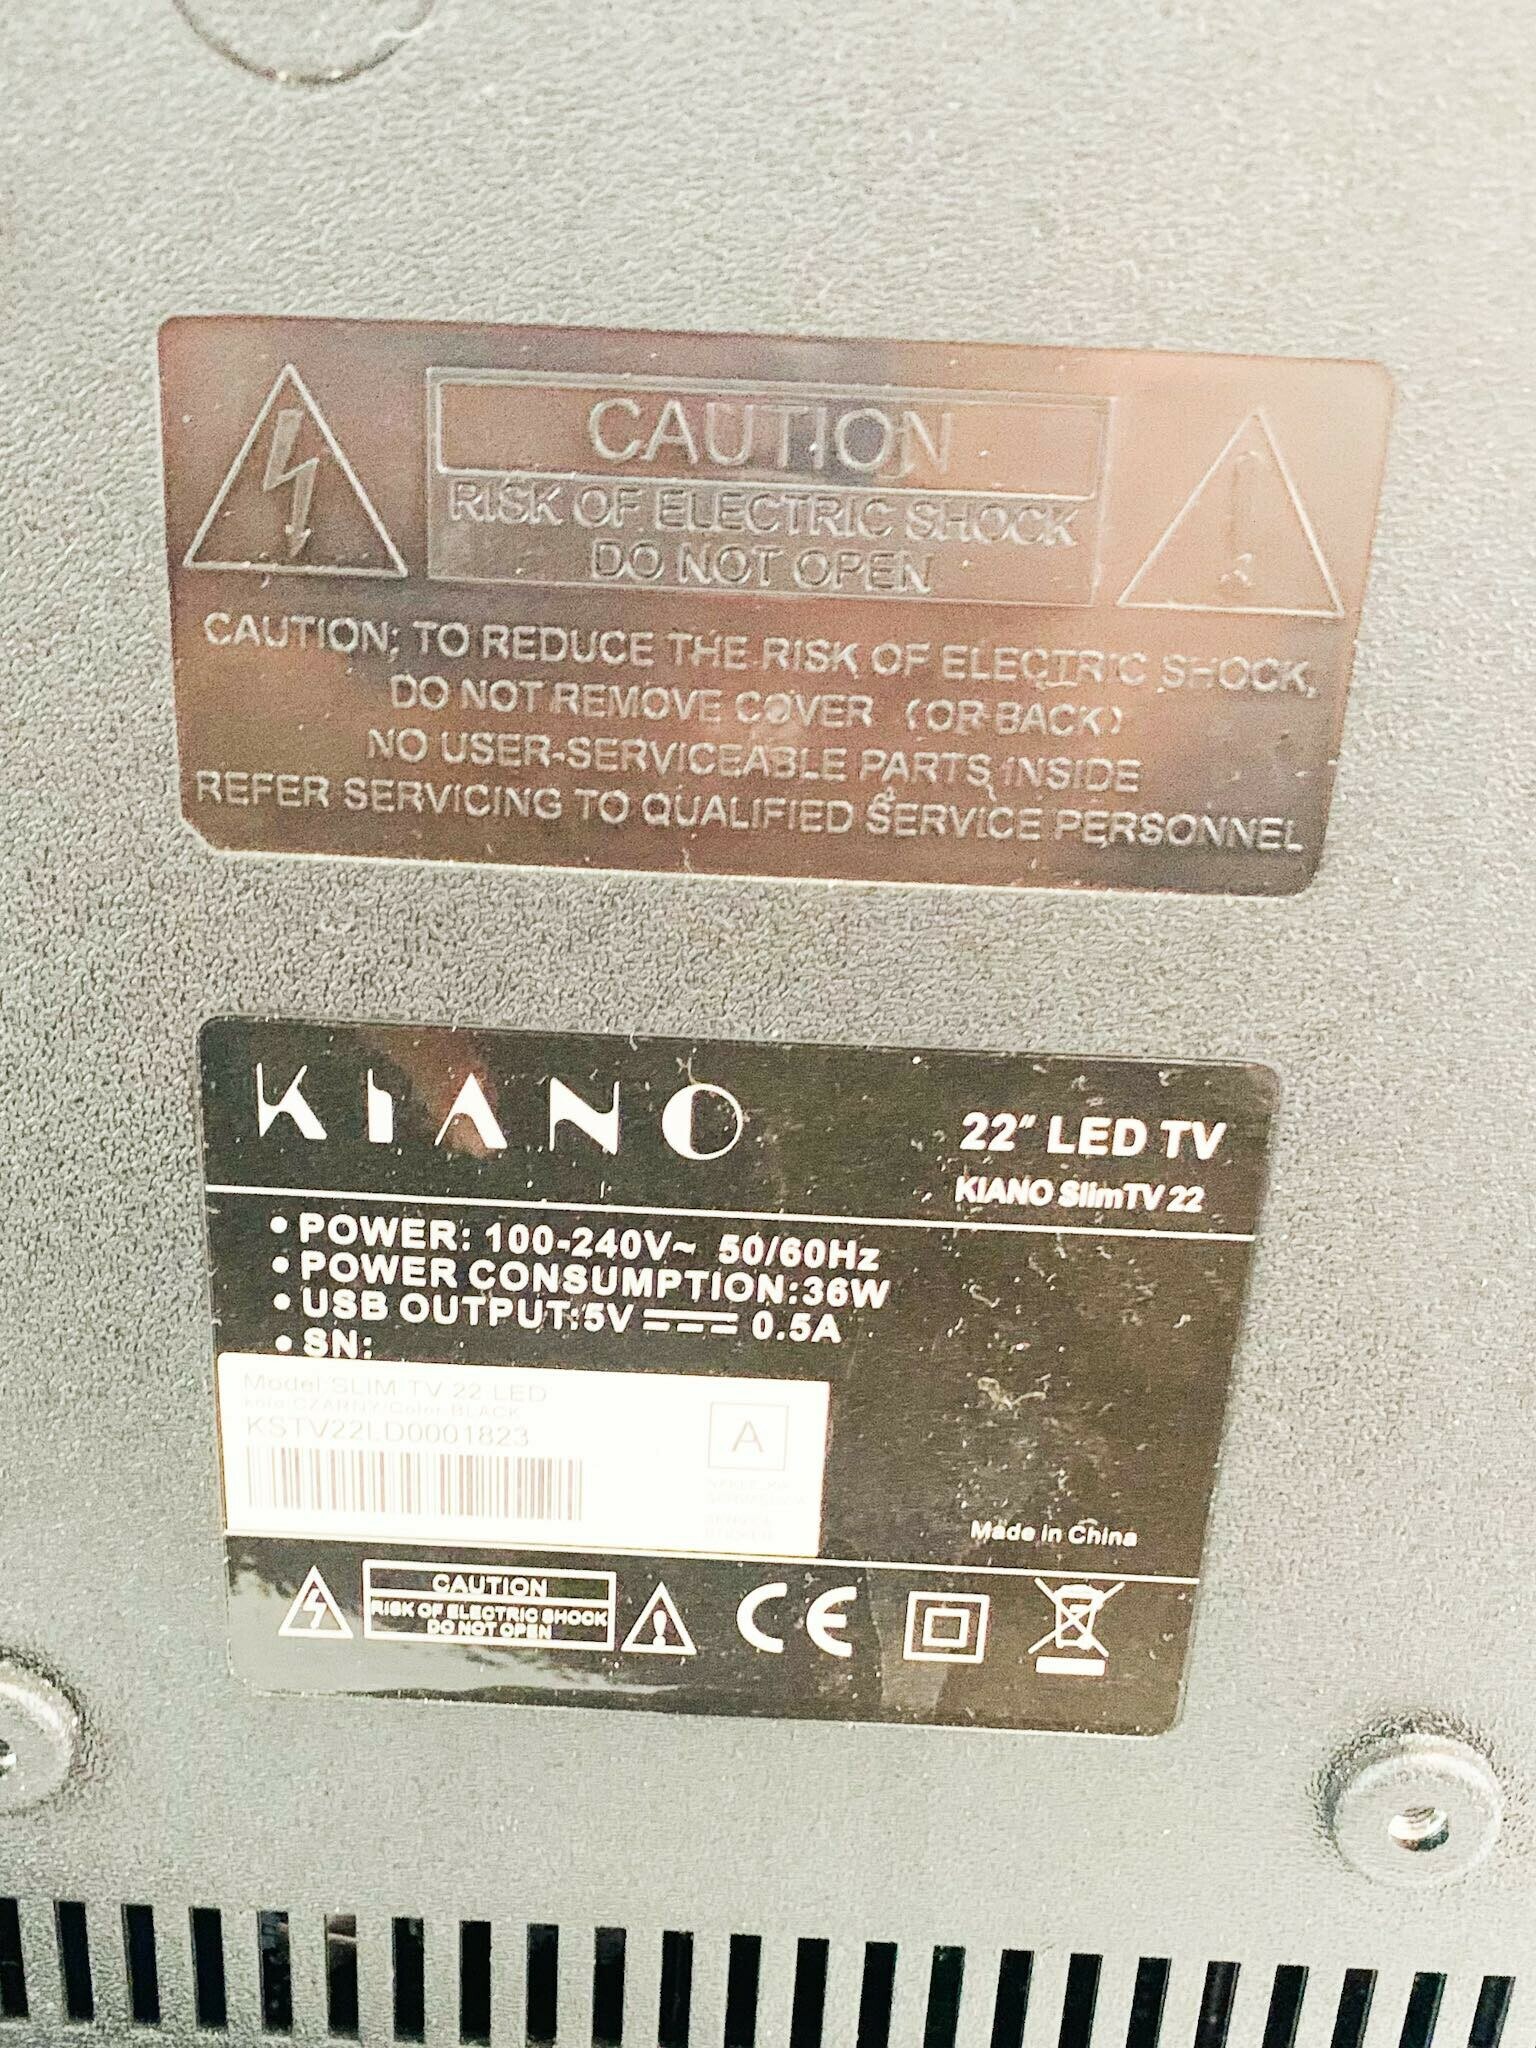 CAUTION
RISK OF ELECTRIC SHOCK
DO NOT OPEN
CAUTION: TO REDUCE THE RISK OF ELECTRIC SHOCK,
DO NOT REMOVE COVER (OR BACK)
NO USER-SERVICEABLE PARTS INSIDE
REFER SERVICING TO QUALIFIED SERVICE PERSONNEL
KIANO
22" LED TV
KIANO SlimTV 22
• POWER: 100-240V~ 50/60Hz
• POWER CONSUMPTION:36W
• USB OUTPUT:5V ⎓ 0.5A
• SN:
Model:SLIM TV 22 LED
CZARNY/Color:BLACK
KSTV22LD0001823
A
Made in China
CAUTION
RISK OF ELECTRIC SHOCK
DO NOT OPEN
CE